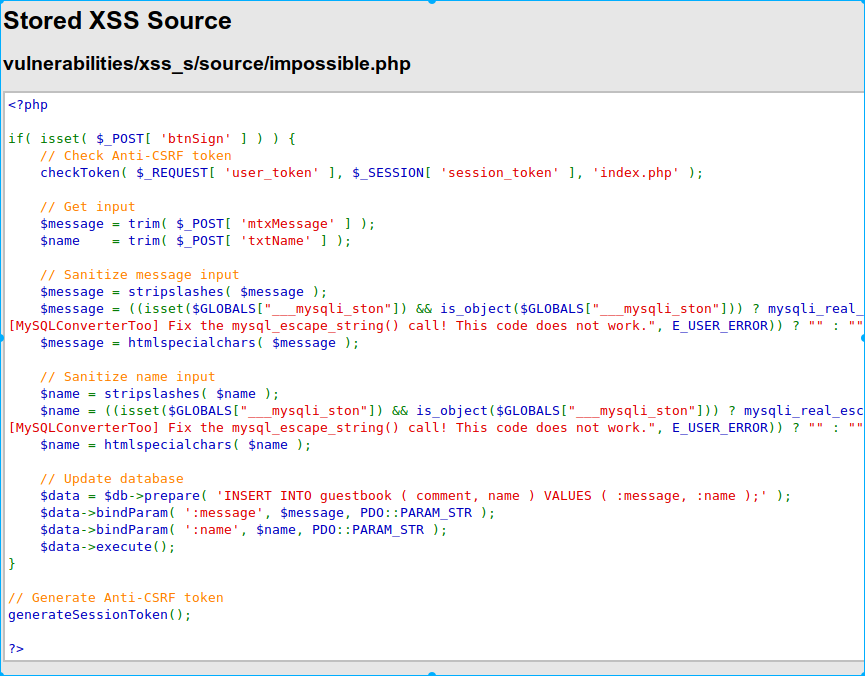 Stored XSS Source
vulnerabilities/xss_s/source/impossible.php
<?php
if( isset( $_POST[ 'btnSign' ] ) ) {
// Check Anti-CSRF token
checkToken( $_REQUEST[ 'user_token' ], $_SESSION[ 'session_token' ], 'index.php' );
// Get input
$message = trim( $_POST[ 'mtxMessage' ] );
$name    = trim( $_POST[ 'txtName' ] );
// Sanitize message input
$message = stripslashes( $message );
$message = ((isset($GLOBALS["___mysqli_ston"]) && is_object($GLOBALS["___mysqli_ston"])) ? mysqli_real_
[MySQLConverterToo] Fix the mysql_escape_string() call! This code does not work.", E_USER_ERROR)) ? "" : ""
$message = htmlspecialchars( $message );
// Sanitize name input
$name = stripslashes( $name );
$name = ((isset($GLOBALS["___mysqli_ston"]) && is_object($GLOBALS["___mysqli_ston"])) ? mysqli_real_esc
[MySQLConverterToo] Fix the mysql_escape_string() call! This code does not work.", E_USER_ERROR)) ? "" : ""
$name = htmlspecialchars( $name );
// Update database
$data = $db->prepare( 'INSERT INTO guestbook ( comment, name ) VALUES ( :message, :name );' );
$data->bindParam( ':message', $message, PDO::PARAM_STR );
$data->bindParam( ':name', $name, PDO::PARAM_STR );
$data->execute();
}
// Generate Anti-CSRF token
generateSessionToken();
?>